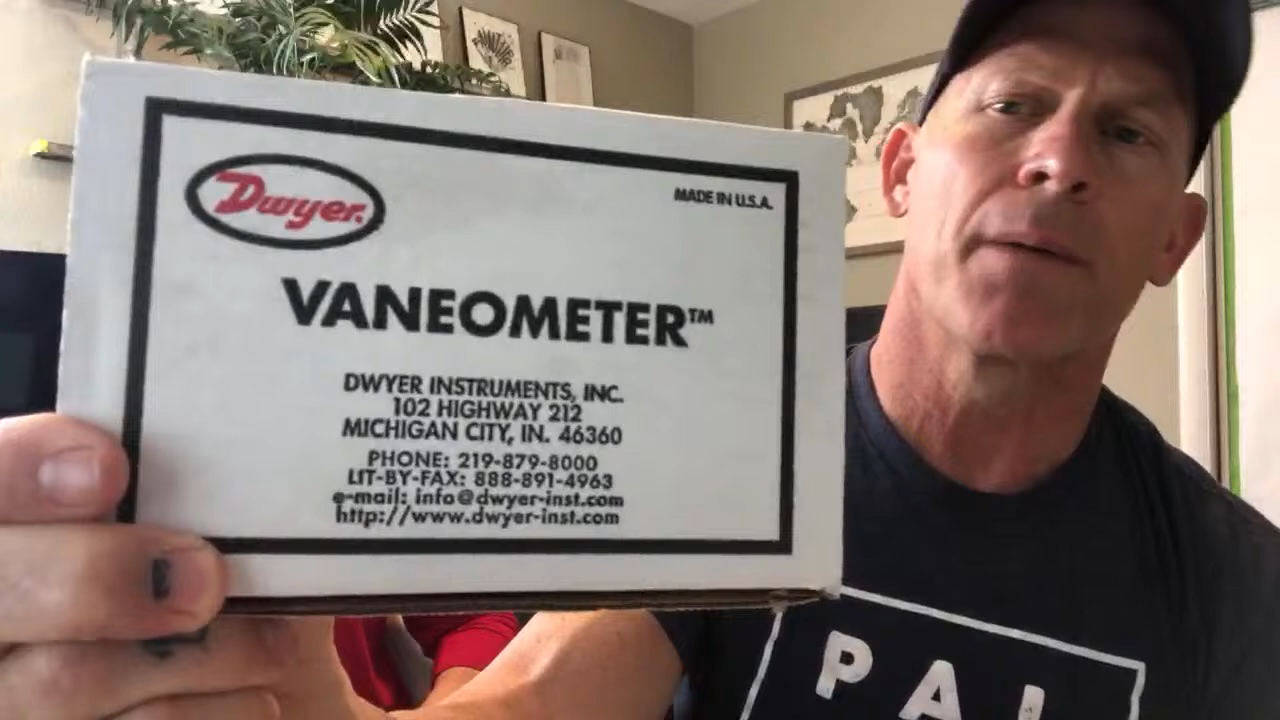 Dwyer.
MADE IN U.S.A.
VANEOMETER™
DWYER INSTRUMENTS, INC.
102 HIGHWAY 212
MICHIGAN CITY, IN. 46360
PHONE: 219-879-8000
LIT-BY-FAX: 888-891-4963
e-mail: info@dwyer-inst.com
http://www.dwyer-inst.com